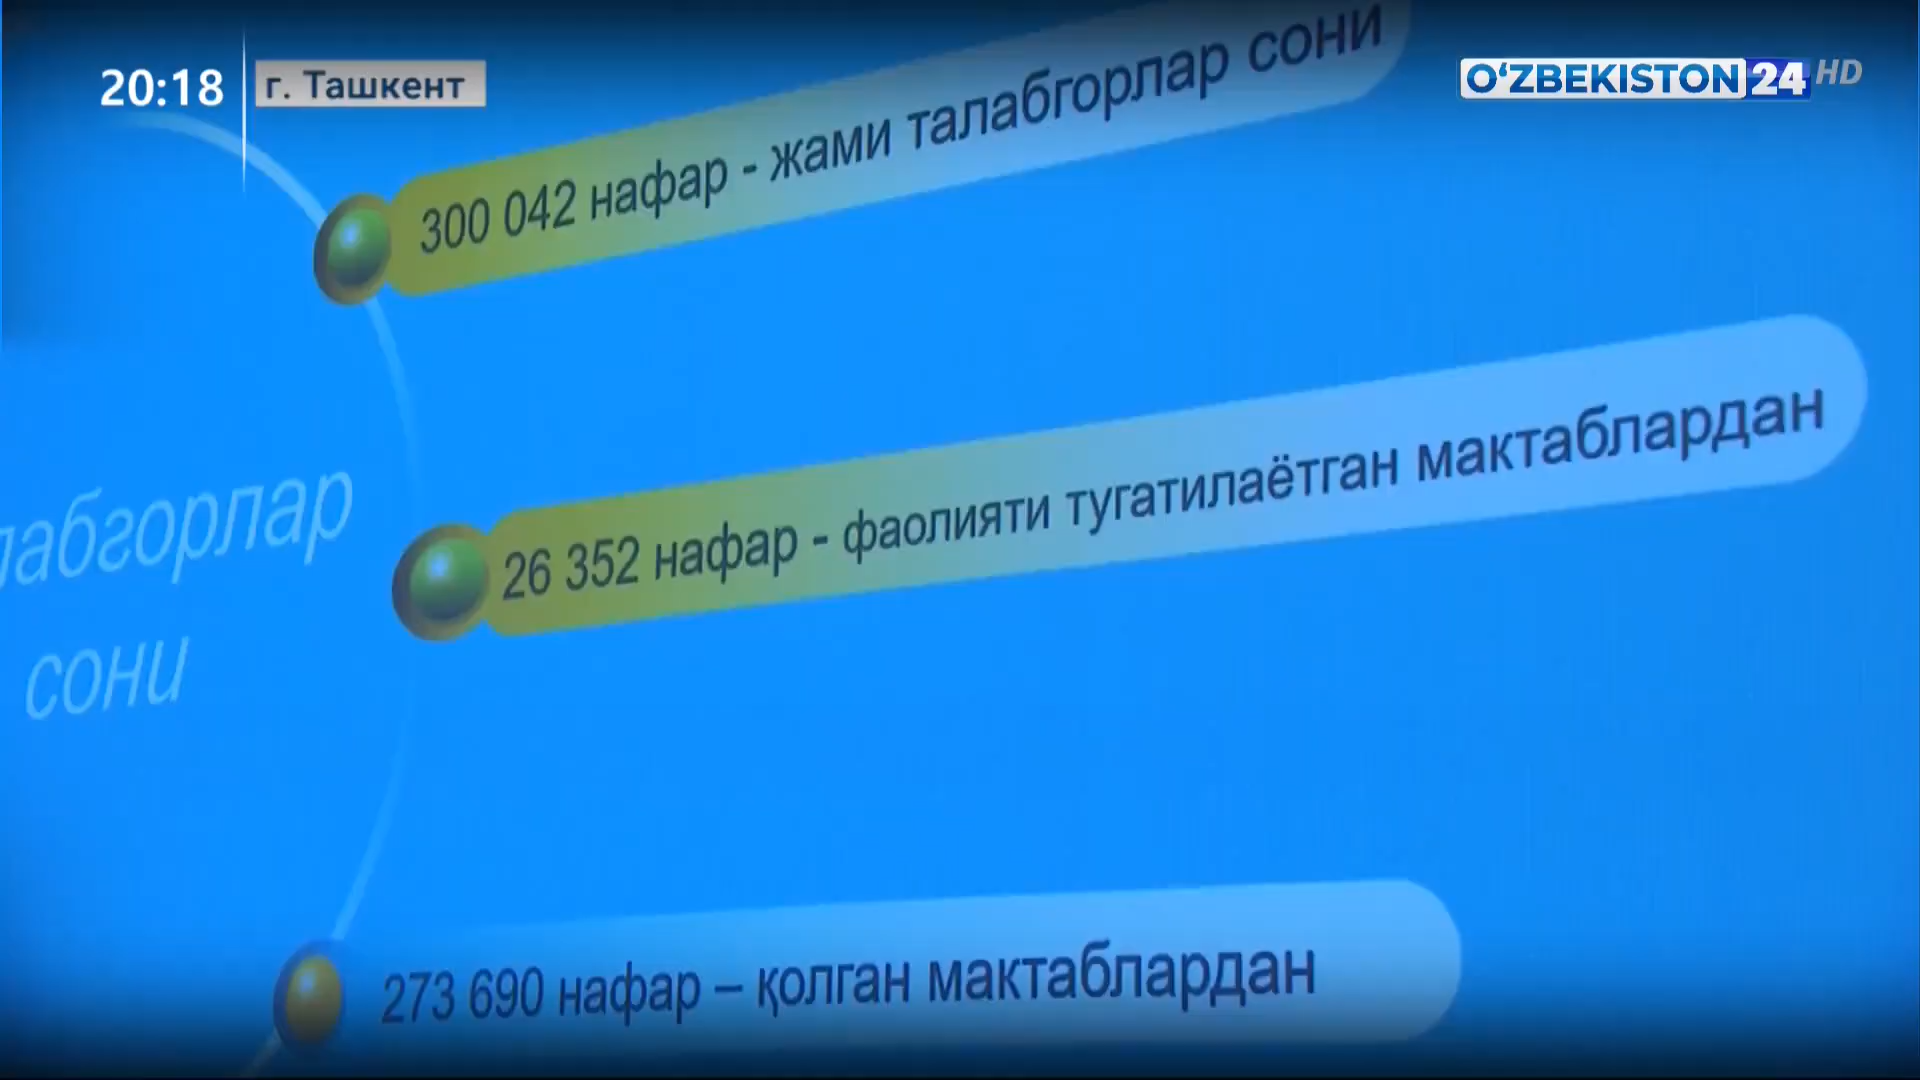 20:18
г. Ташкент
O‘ZBEKISTON 24 HD
300 042 нафар - жами талабгорлар сони
26 352 нафар - фаолияти тугатилаётган мактаблардан
сони
273 690 нафар – қолган мактаблардан